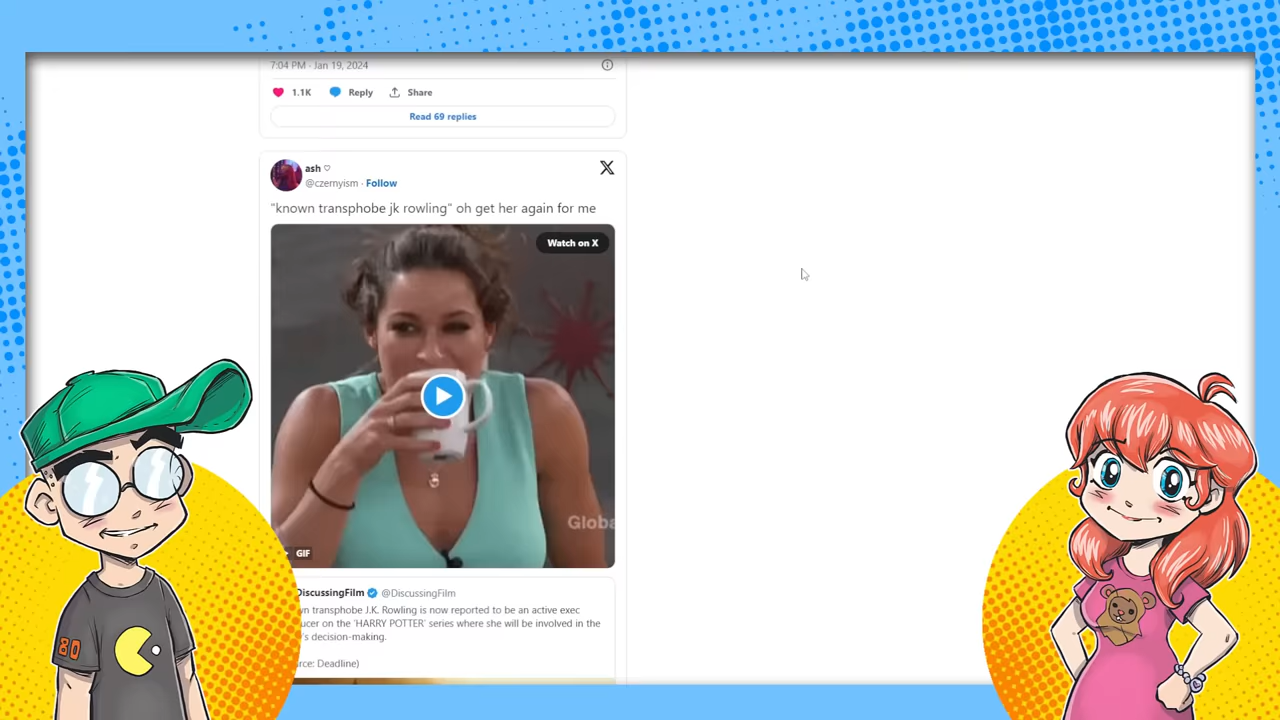 7:04 PM · Jan 19, 2024
1.1K Reply Share
Read 69 replies
ash ♡
@czernyism · Follow
"known transphobe jk rowling" oh get her again for me
Watch on X
Globa
GIF
DiscussingFilm @DiscussingFilm
wn transphobe J.K. Rowling is now reported to be an active exec
ucer on the 'HARRY POTTER' series where she will be involved in the
's decision-making.
rce: Deadline)
80